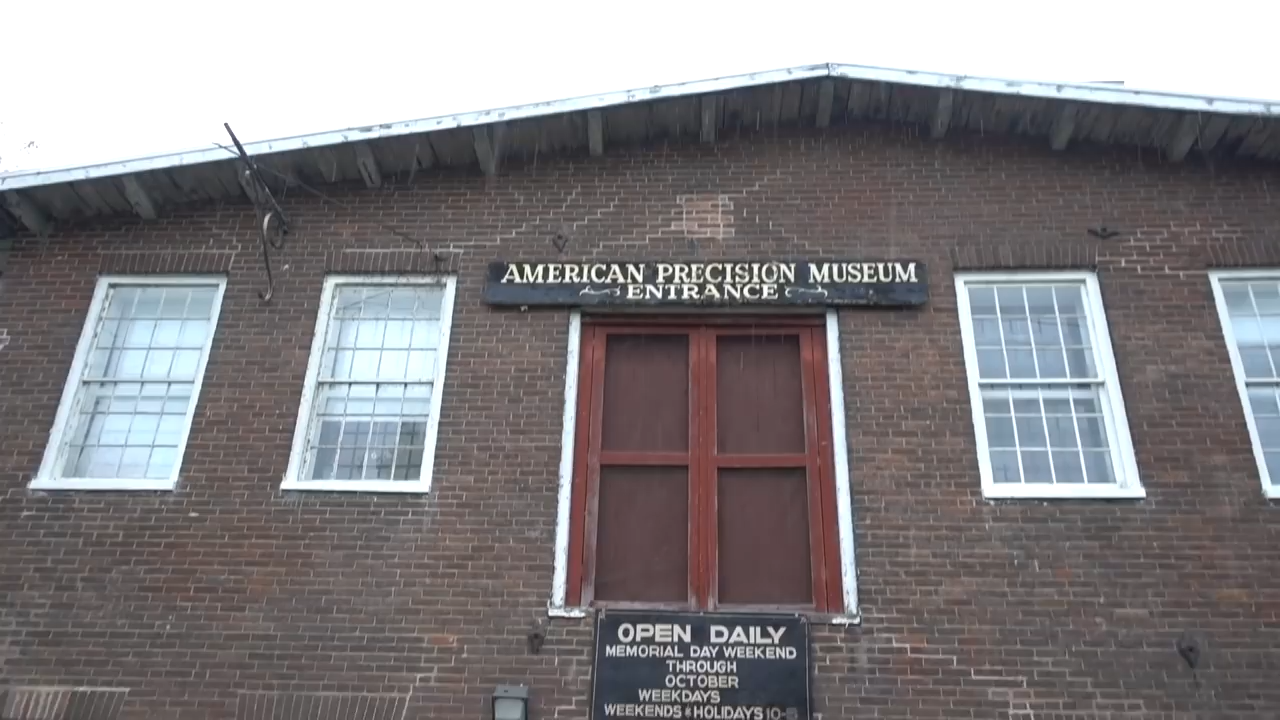 AMERICAN PRECISION MUSEUM
ENTRANCE
OPEN DAILY
MEMORIAL DAY WEEKEND
THROUGH
OCTOBER
WEEKDAYS
WEEKENDS & HOLIDAYS 10-5